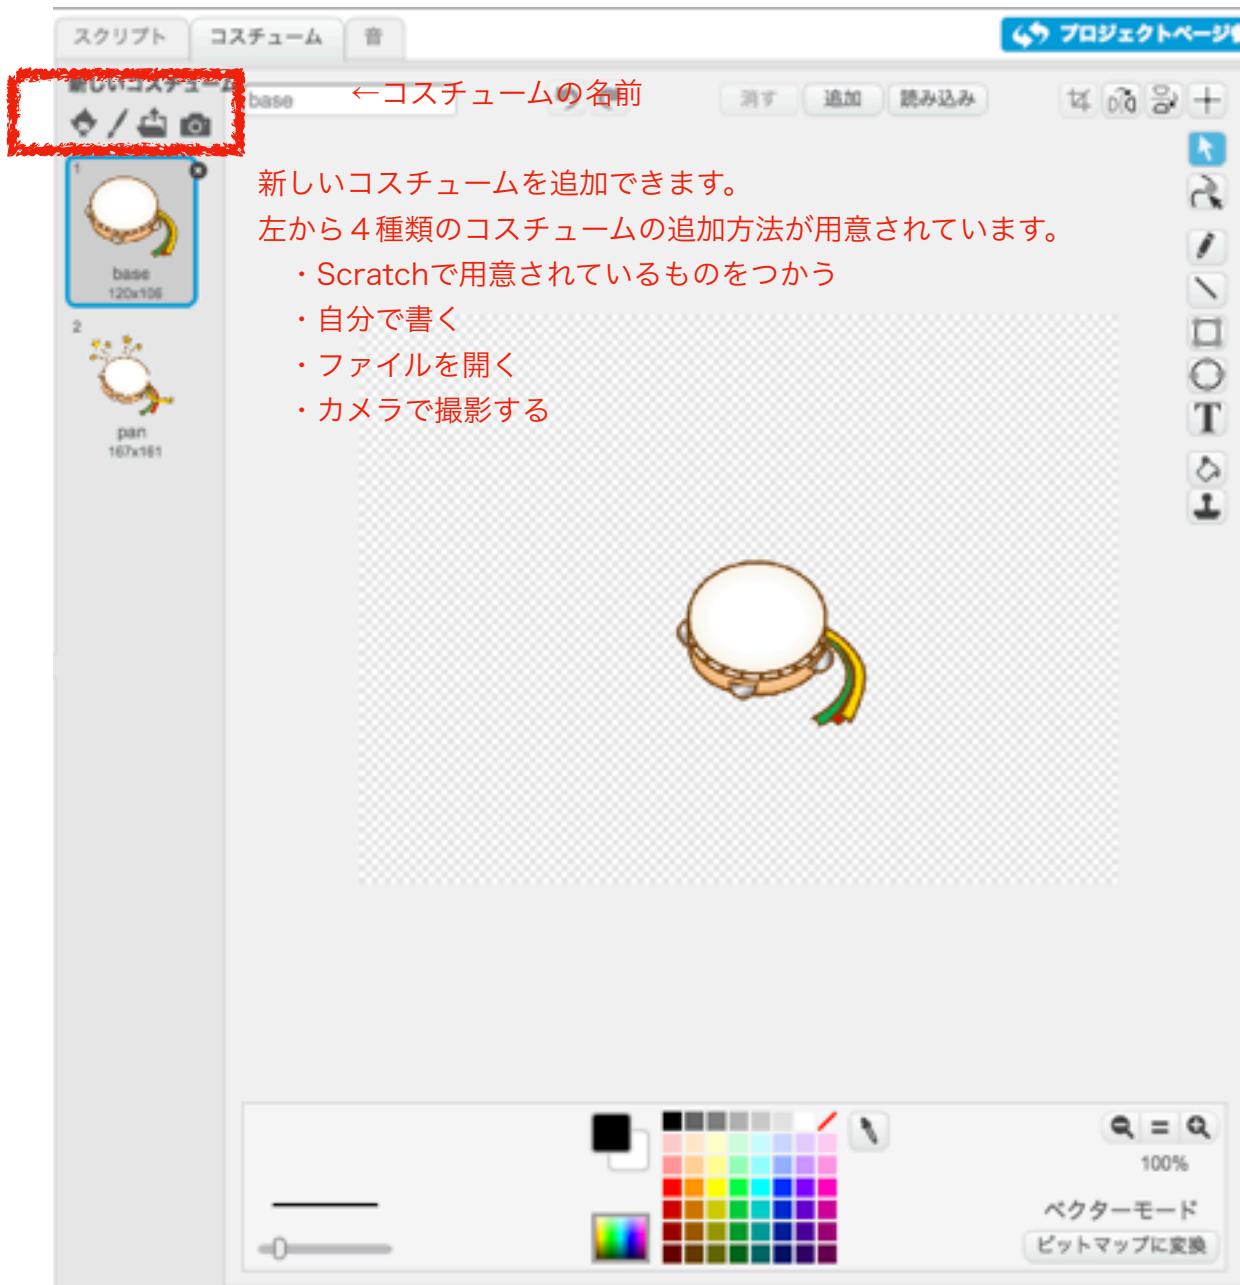 スクリプト
コスチューム
音
プロジェクトページ
新しいコスチューム
base
←コスチュームの名前
消す
追加
読み込み
1
新しいコスチュームを追加できます。
左から４種類のコスチュームの追加方法が用意されています。
・Scratchで用意されているものをつかう
・自分で書く
・ファイルを開く
・カメラで撮影する
base
120x106
2
pan
167x161
T
100%
ベクターモード
ビットマップに変換